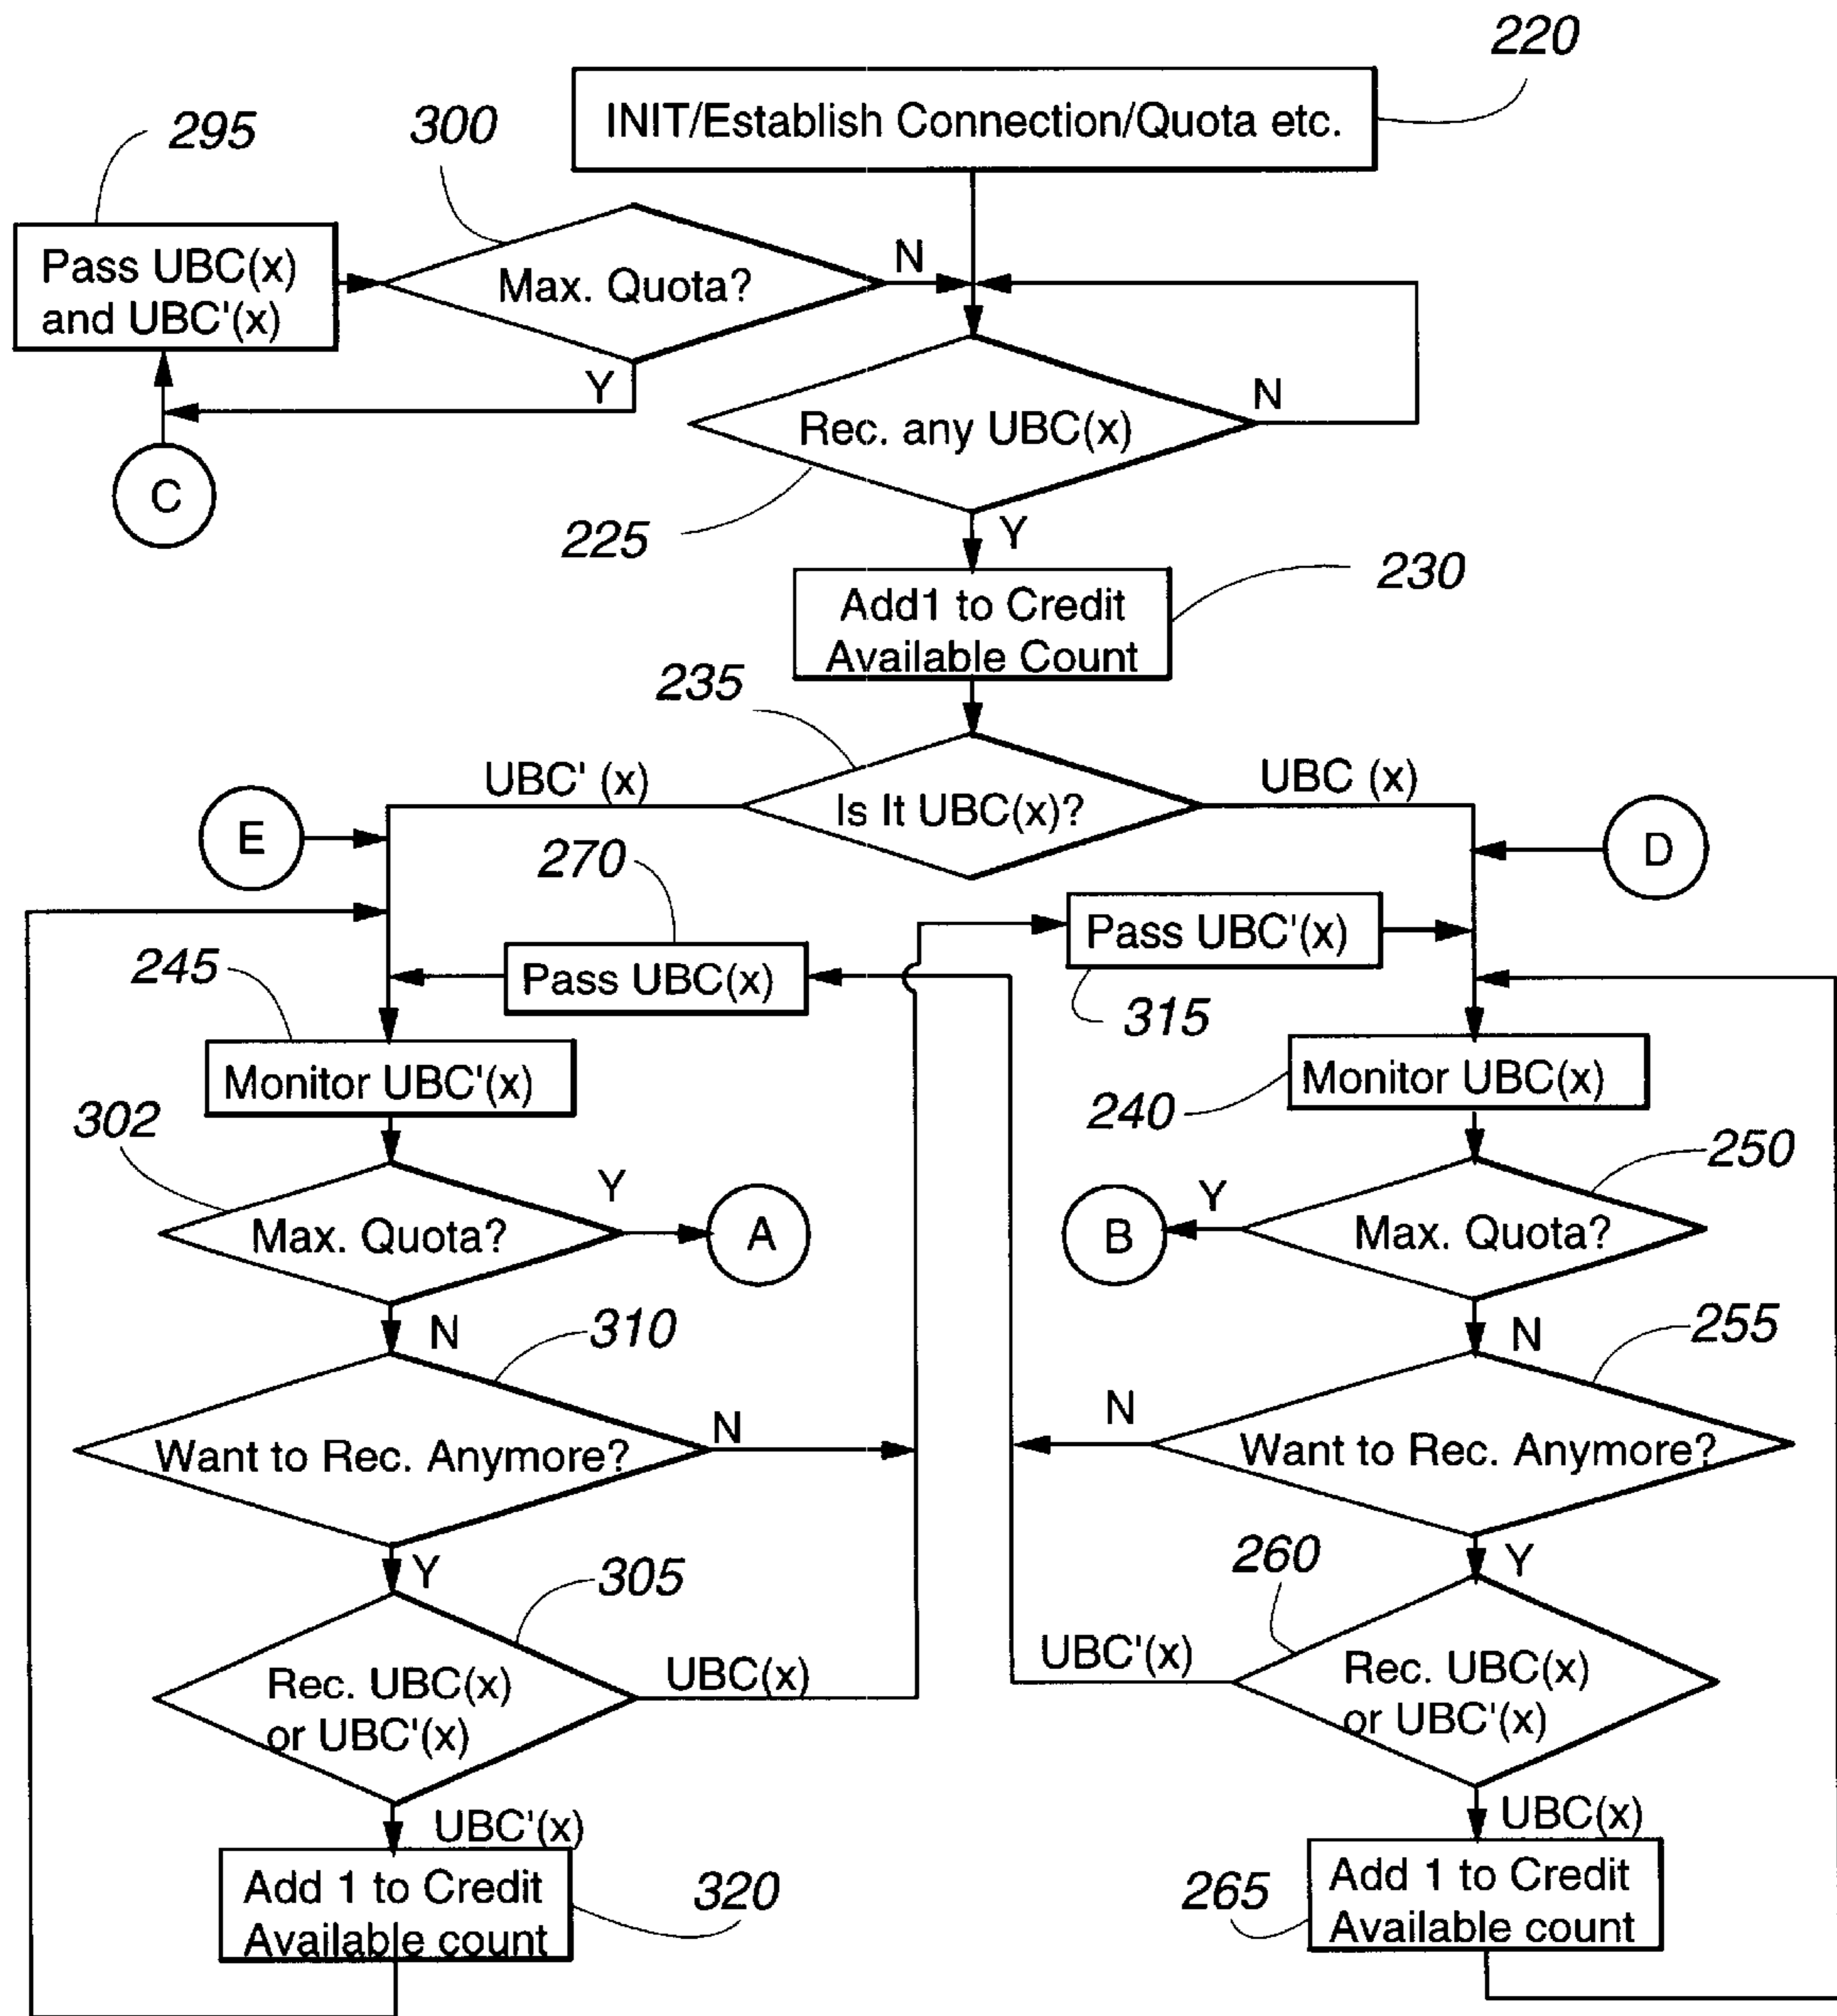 220
INIT/Establish Connection/Quota etc.
295
300
Pass UBC(x)
and UBC'(x)
Max. Quota?
N
Y
Rec. any UBC(x)
N
C
225
Y
230
Add1 to Credit
Available Count
235
UBC' (x)
Is It UBC(x)?
UBC (x)
E
D
270
Pass UBC'(x)
245
Pass UBC(x)
315
Monitor UBC'(x)
Monitor UBC(x)
240
302
250
Y
Max. Quota?
A
B
Y
Max. Quota?
N
310
N
255
Want to Rec. Anymore?
N
N
Want to Rec. Anymore?
Y
305
260
Y
Rec. UBC(x)
or UBC'(x)
UBC(x)
UBC'(x)
Rec. UBC(x)
or UBC'(x)
UBC'(x)
UBC(x)
Add 1 to Credit
Available count
320
265
Add 1 to Credit
Available count